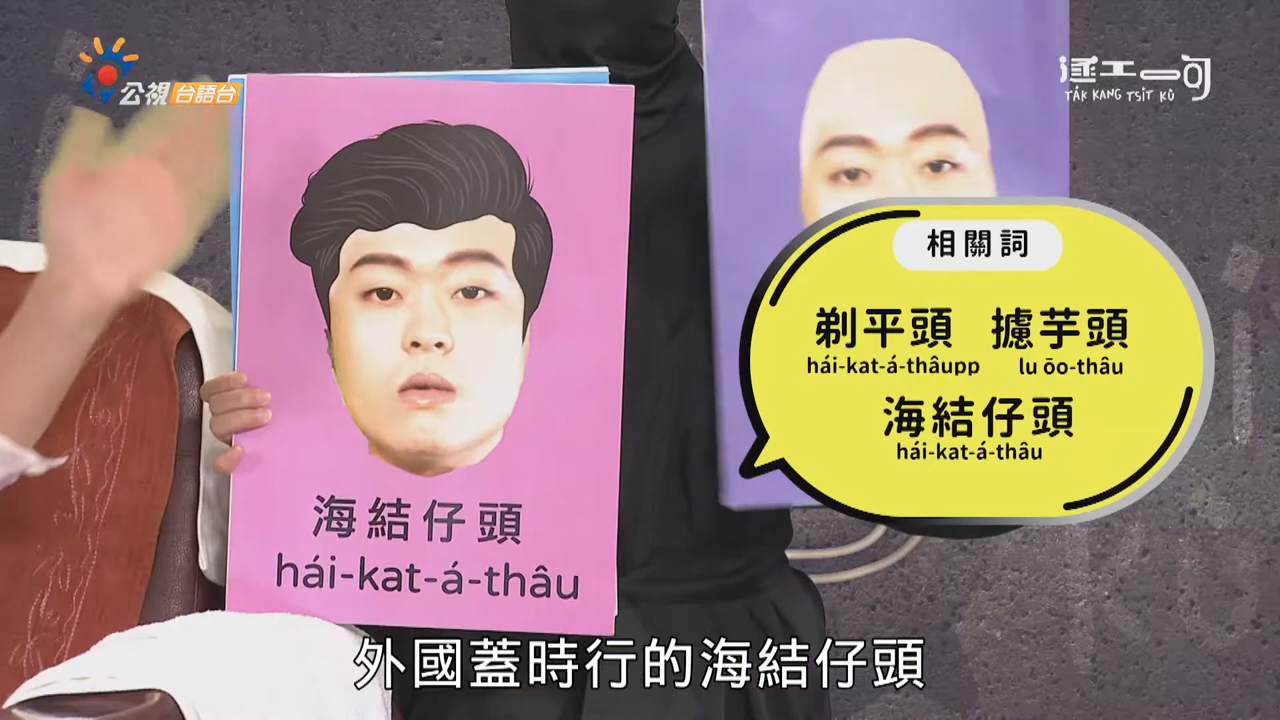 公視台語台
逐工一句
TA̍K KANG TSI̍T KÙ
相關詞
剃平頭 攄芋頭
hái-kat-á-thâupp lu ōo-thâu
海結仔頭
hái-kat-á-thâu
海結仔頭
hái-kat-á-thâu
外國蓋時行的海結仔頭